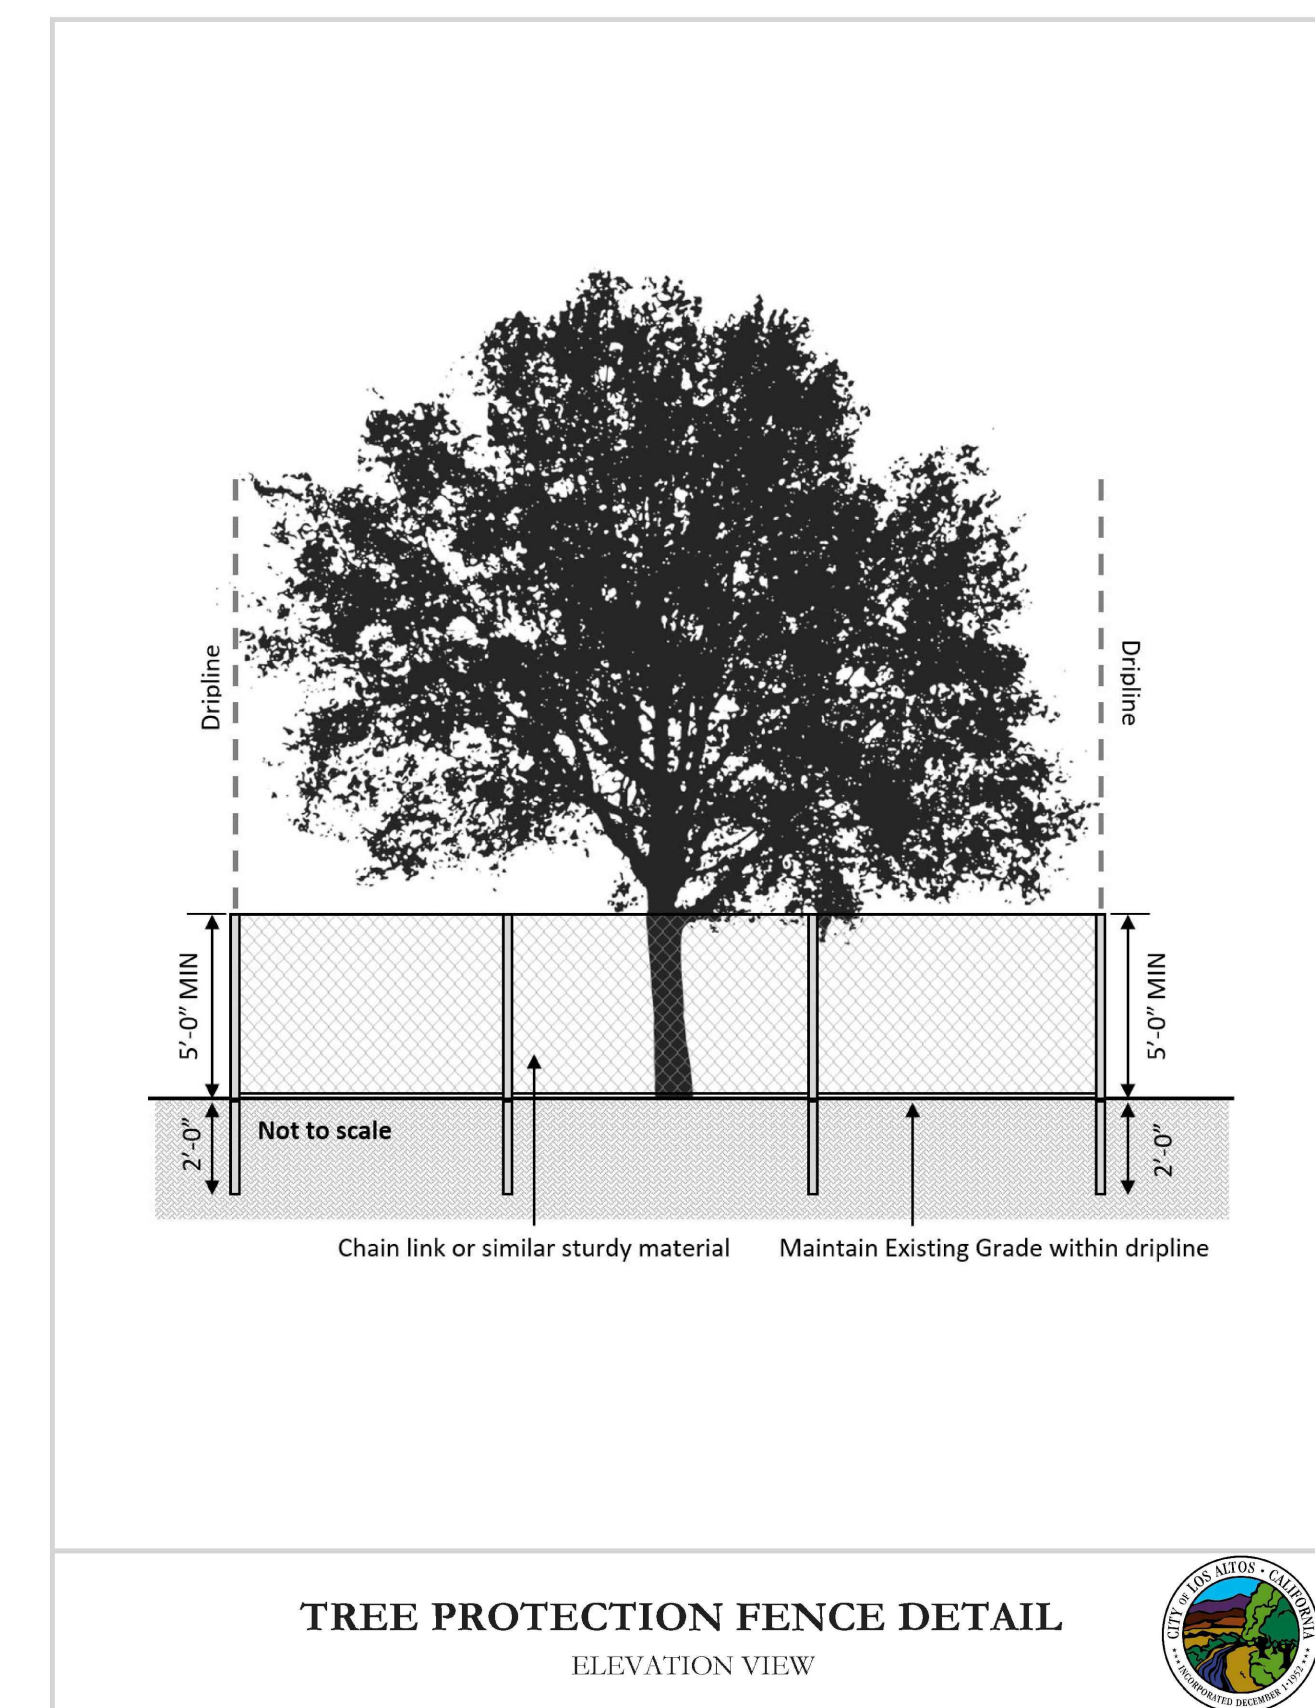 Dripline
Dripline
5’-0” MIN
5’-0” MIN
2’-0”
Not to scale
2’-0”
Chain link or similar sturdy material
Maintain Existing Grade within dripline
TREE PROTECTION FENCE DETAIL
ELEVATION VIEW
CITY OF LOS ALTOS • CALIFORNIA
INCORPORATED DECEMBER 1•1952